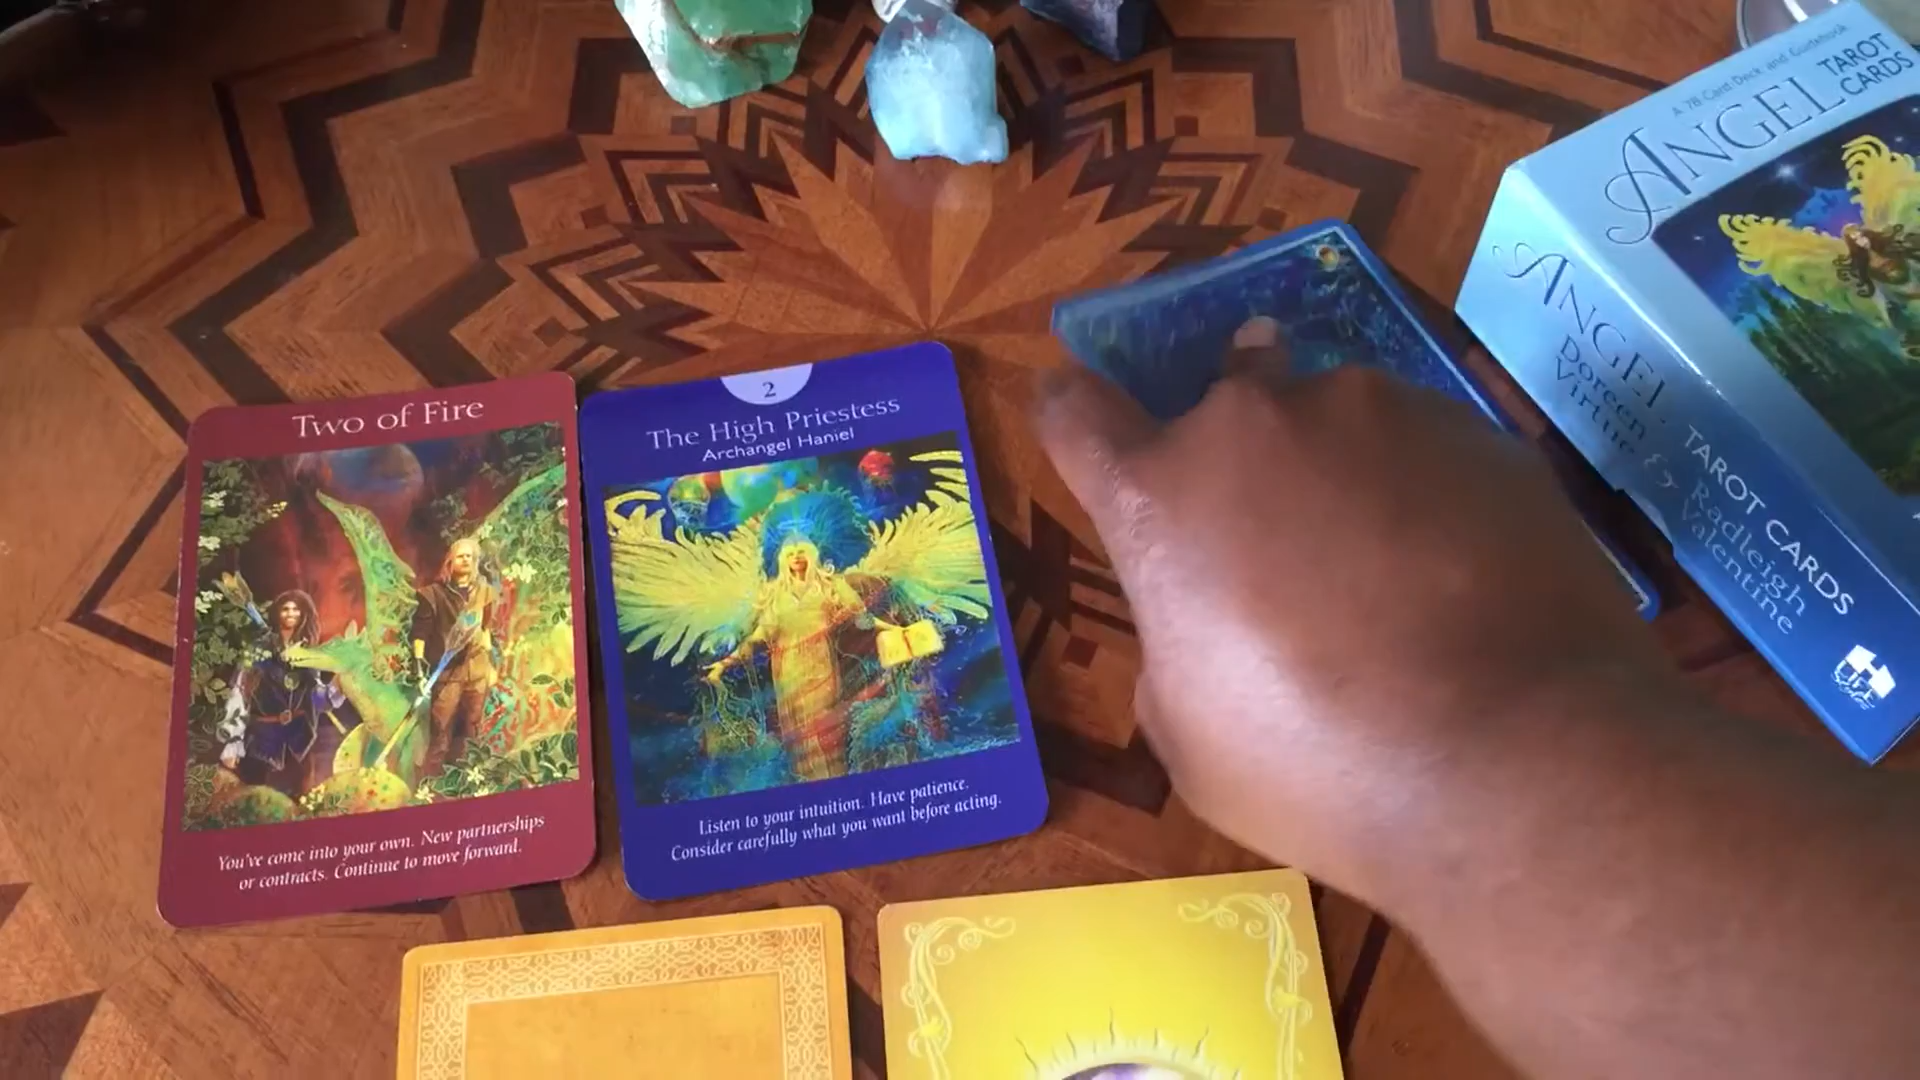 Two of Fire
You've come into your own. New partnerships
or contracts. Continue to move forward.
2
The High Priestess
Archangel Haniel
Listen to your intuition. Have patience.
Consider carefully what you want before acting.
A 78 Card Deck and Guidebook
ANGEL
TAROT
CARDS
ANGEL TAROT CARDS
Doreen
Virtue
&
Radleigh
Valentine
LIFE